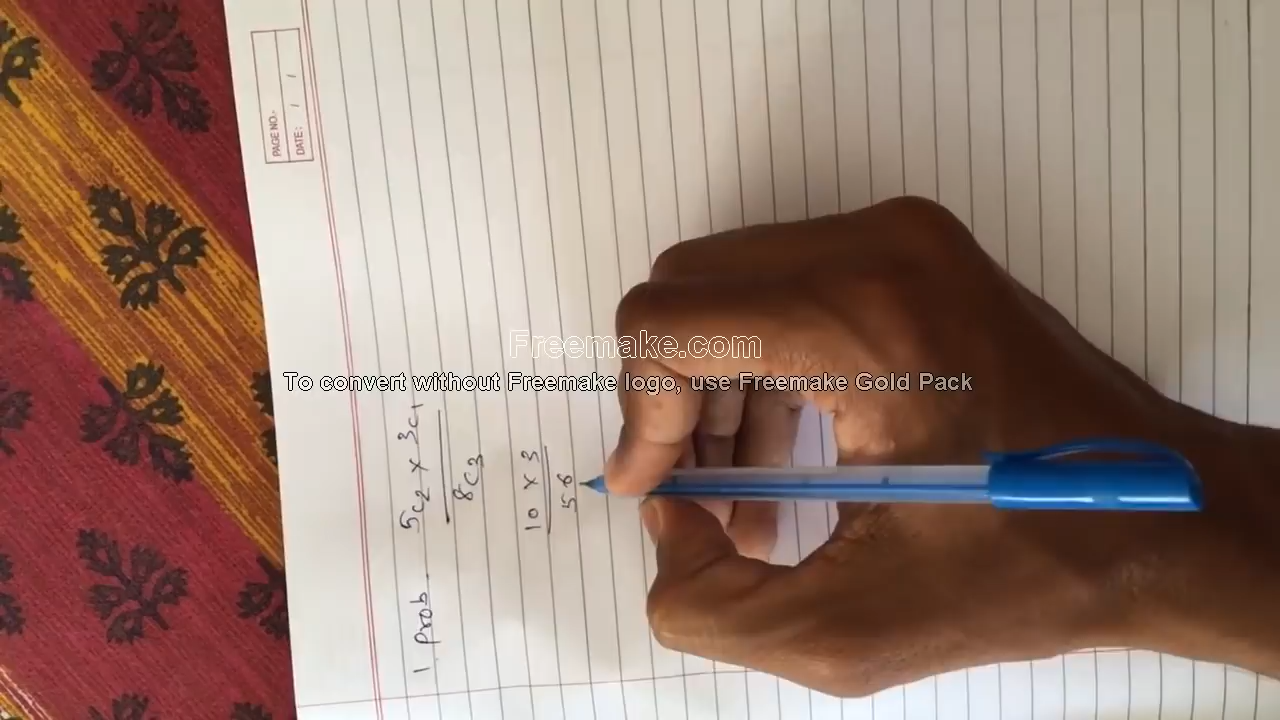 PAGE NO.-
DATE: / /
1 prob - 5C2 x 3C1
8C3
10 x 3
56
Freemake.com
To convert without Freemake logo, use Freemake Gold Pack